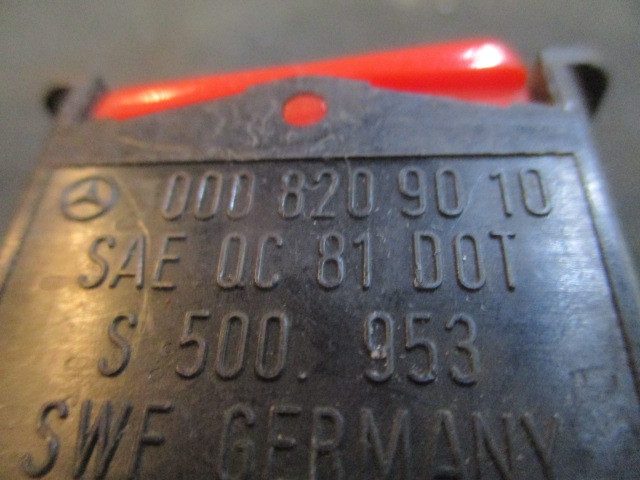 000 820 90 10
SAE QC 81 DOT
S 500. 953
SWF GERMANY